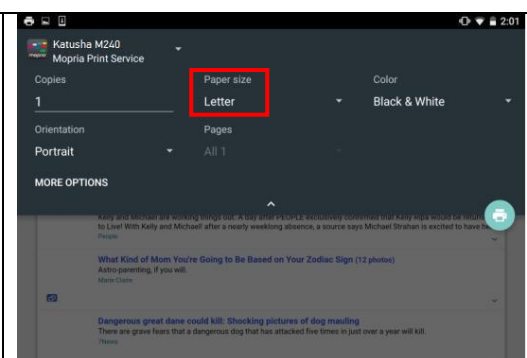 2:01
Katusha M240
mopria Mopria Print Service
Copies Paper size Color
1 Letter Black & White
Orientation Pages
Portrait All 1
MORE OPTIONS
Kelly and Michael are working things out. A day after PEOPLE exclusively confirmed that Kelly Ripa would be
to Live! With Kelly and Michael! after a nearly weeklong absence, a source says Michael Strahan is excited to have
People
What Kind of Mom You're Going to Be Based on Your Zodiac Sign (12 photos)
Astro-parenting, if you will.
Marie Claire
Dangerous great dane could kill: Shocking pictures of dog mauling
There are grave fears that a dangerous dog that has attacked five times in just over a year will kill.
7News